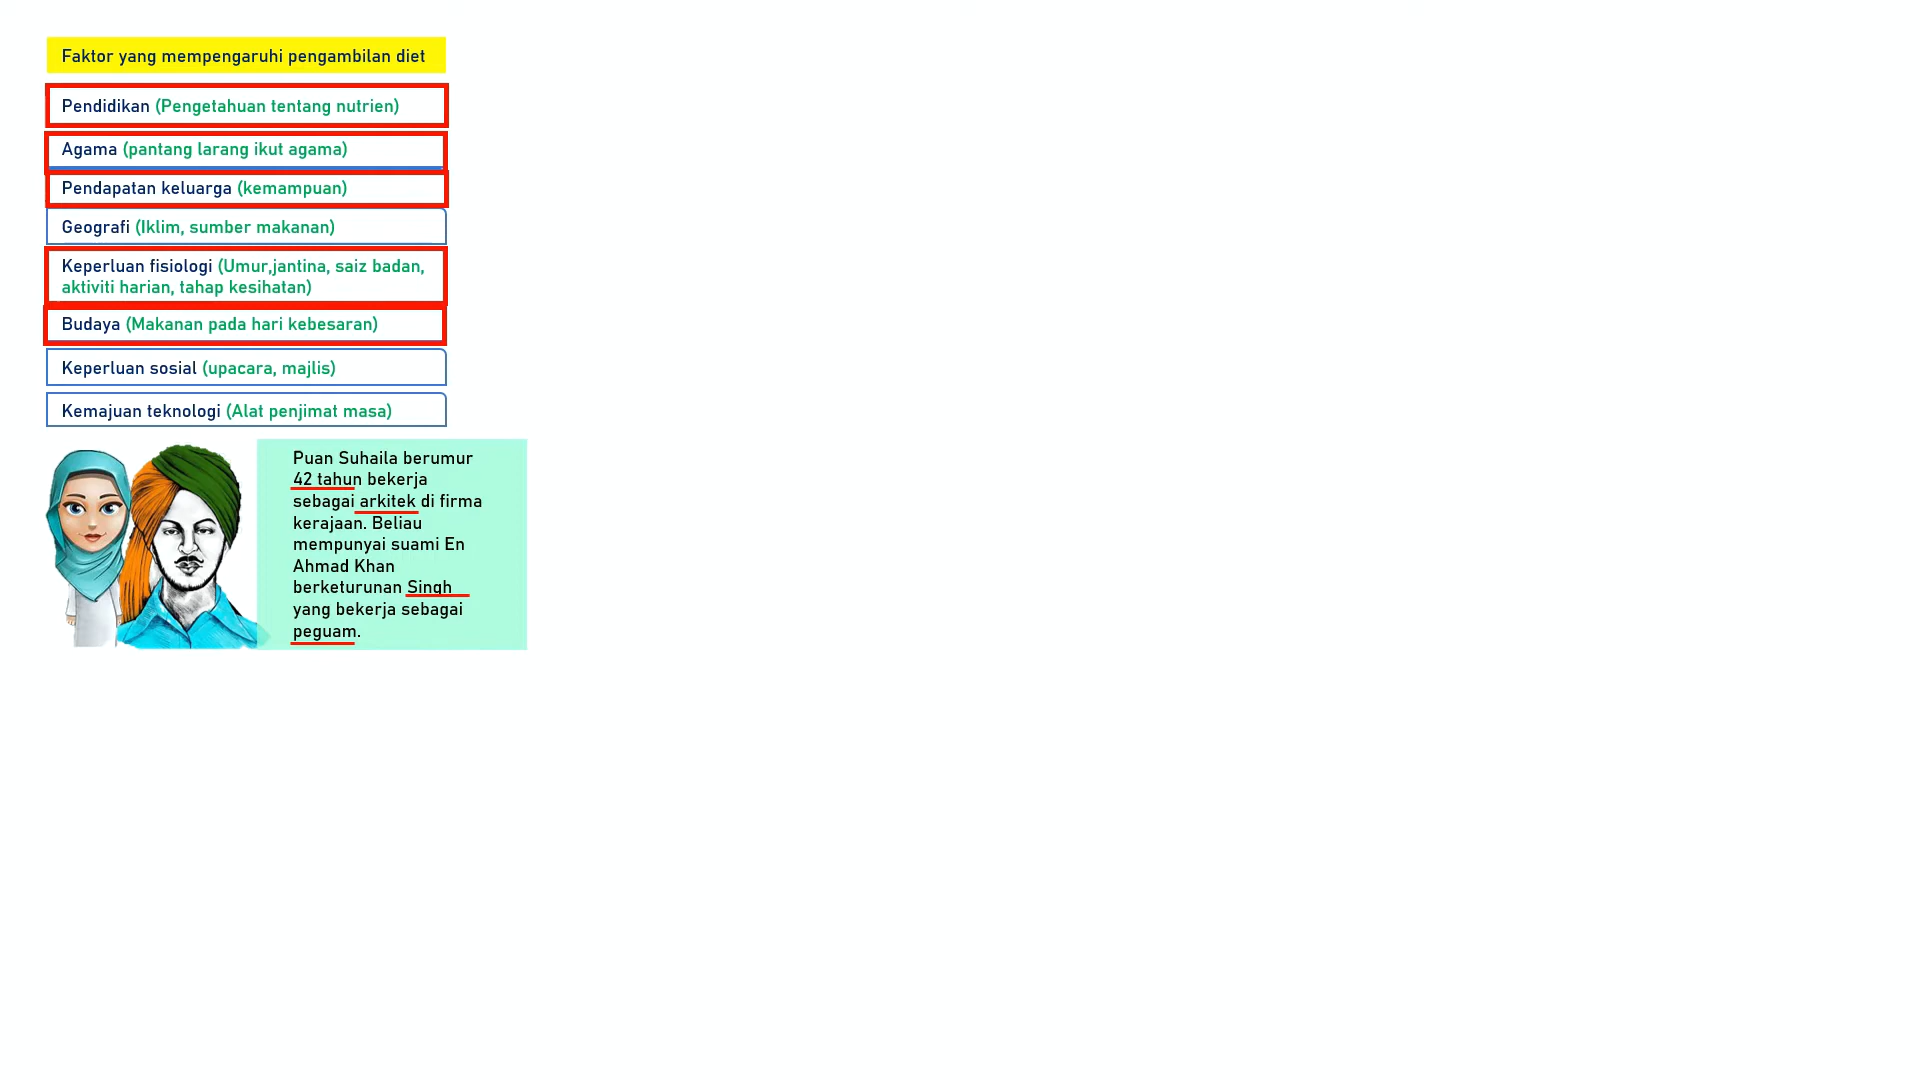 Faktor yang mempengaruhi pengambilan diet
Pendidikan (Pengetahuan tentang nutrien)
Agama (pantang larang ikut agama)
Pendapatan keluarga (kemampuan)
Geografi (Iklim, sumber makanan)
Keperluan fisiologi (Umur,jantina, saiz badan,
aktiviti harian, tahap kesihatan)
Budaya (Makanan pada hari kebesaran)
Keperluan sosial (upacara, majlis)
Kemajuan teknologi (Alat penjimat masa)
Puan Suhaila berumur
42 tahun bekerja
sebagai arkitek di firma
kerajaan. Beliau
mempunyai suami En
Ahmad Khan
berketurunan Singh
yang bekerja sebagai
peguam.